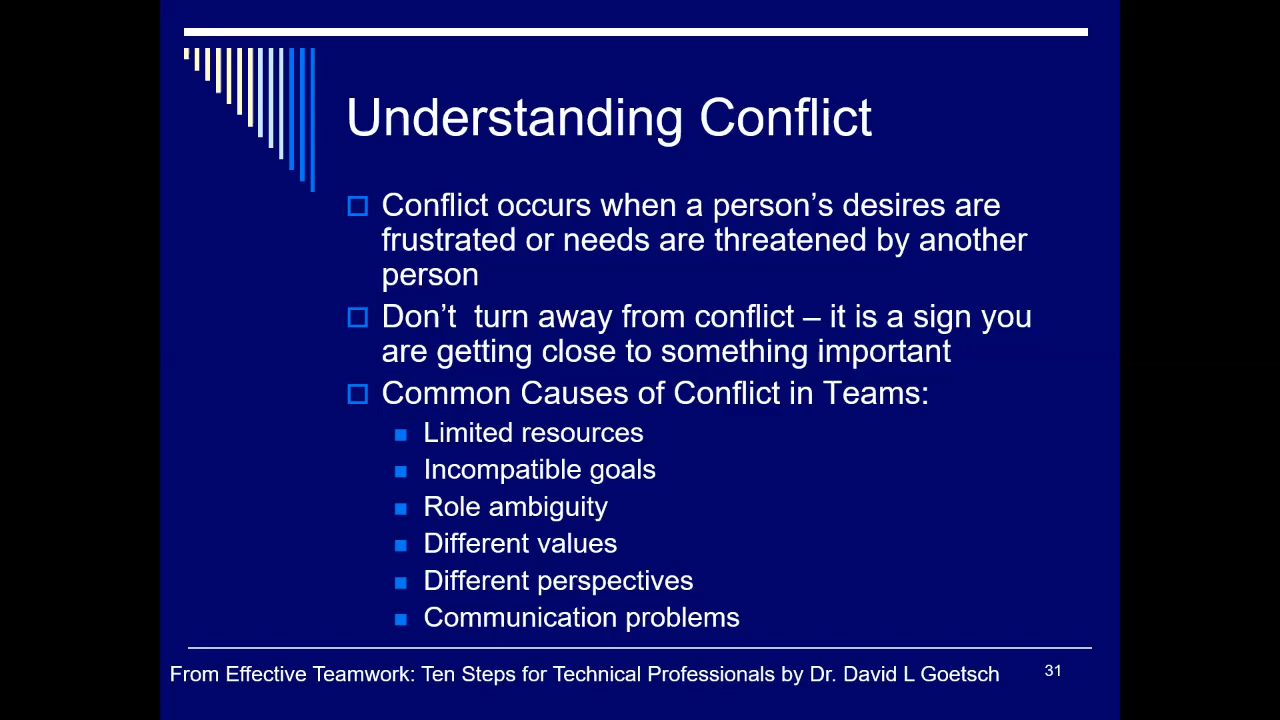 Understanding Conflict
Conflict occurs when a person’s desires are
frustrated or needs are threatened by another
person
Don’t  turn away from conflict – it is a sign you
are getting close to something important
Common Causes of Conflict in Teams:
Limited resources
Incompatible goals
Role ambiguity
Different values
Different perspectives
Communication problems
From Effective Teamwork: Ten Steps for Technical Professionals by Dr. David L Goetsch
31